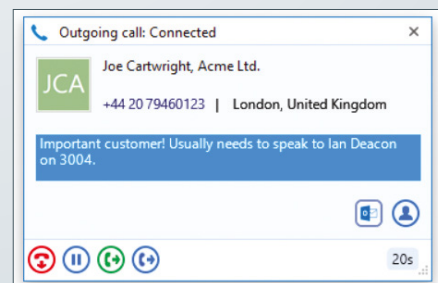 Outgoing call: Connected
JCA
Joe Cartwright, Acme Ltd.
+44 20 79460123 | London, United Kingdom
Important customer! Usually needs to speak to Ian Deacon
on 3004.
20s